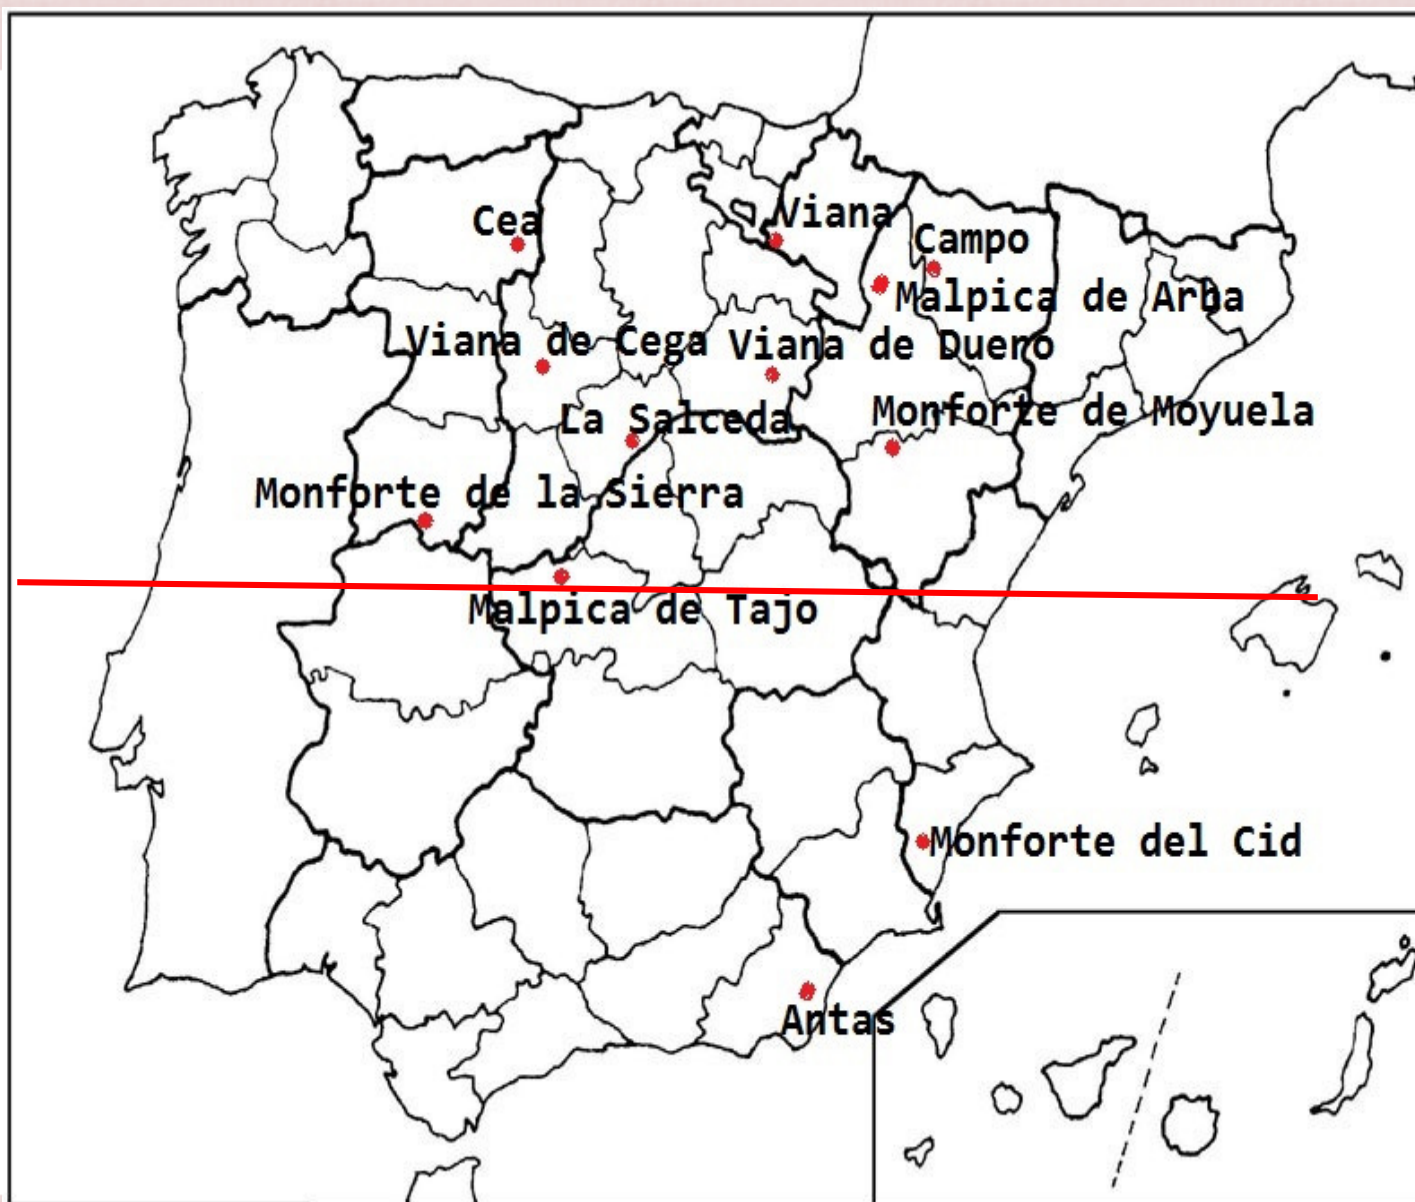 Cea
Viana
Campo
Malpica de Arba
Viana de Cega
Viana de Duero
La Salceda
Monforte de Moyuela
Monforte de la Sierra
Malpica de Tajo
Monforte del Cid
Antas